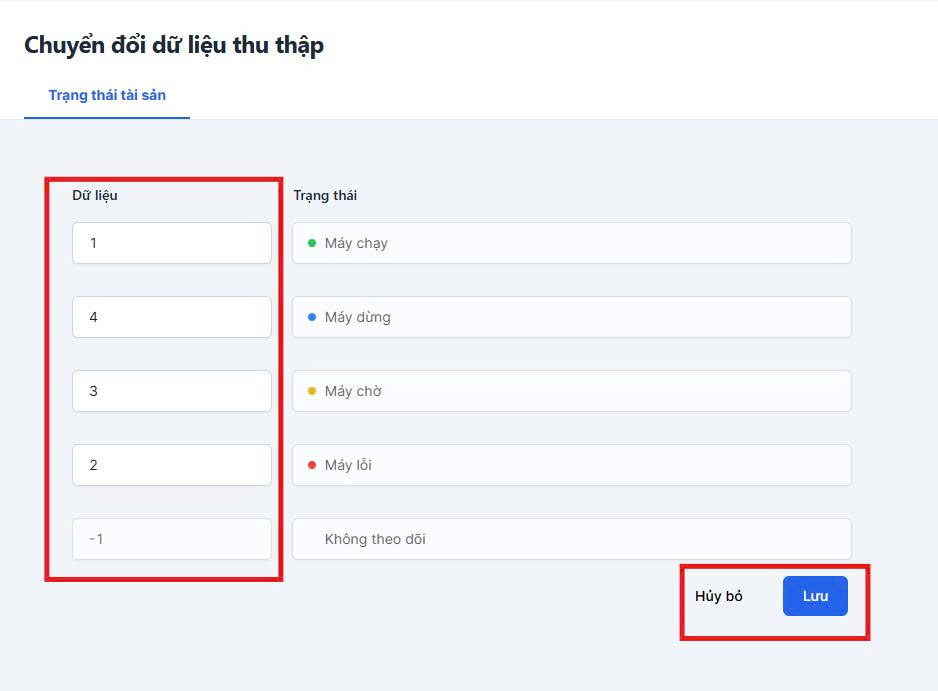 Chuyển đổi dữ liệu thu thập
Trạng thái tài sản
Dữ liệu Trạng thái
1 Máy chạy
4 Máy dừng
3 Máy chờ
2 Máy lỗi
-1 Không theo dõi
Hủy bỏ Lưu